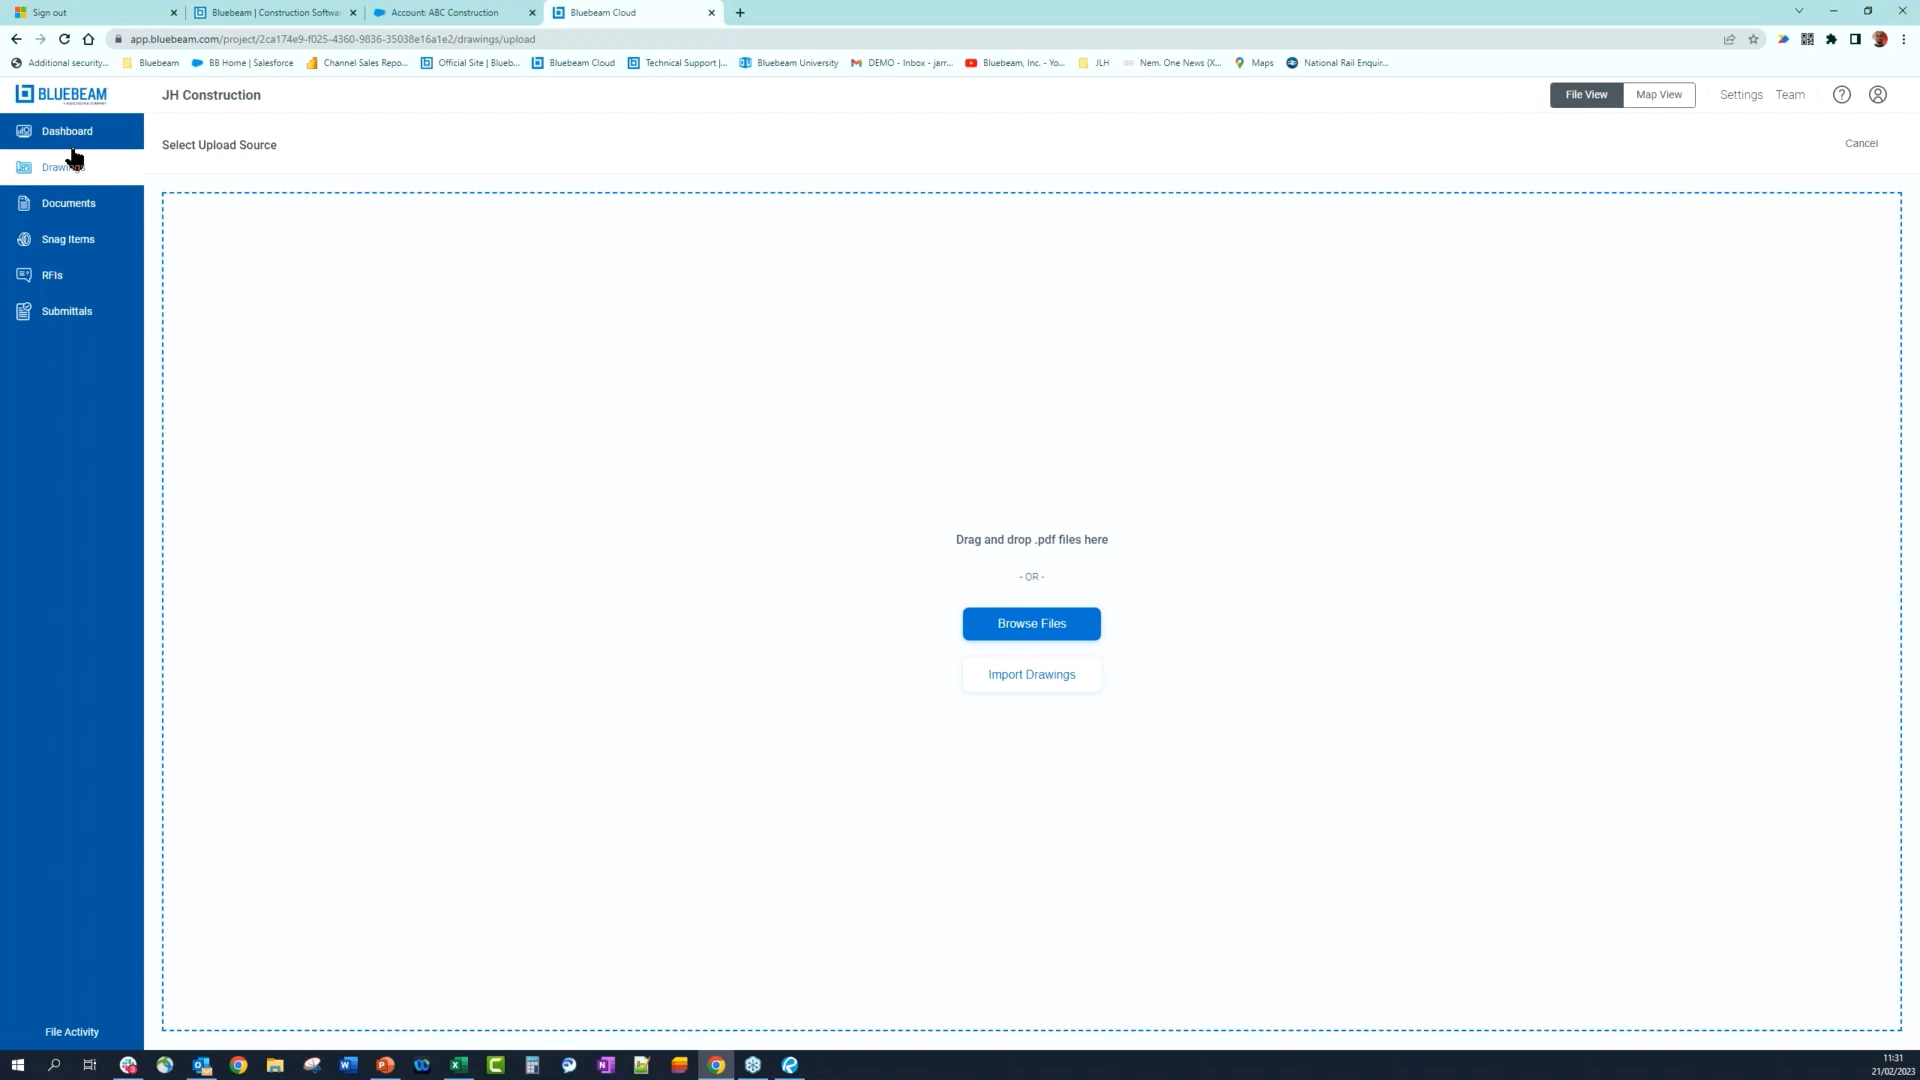 Sign out
Bluebeam | Construction Softwa
Account: ABC Construction
Bluebeam Cloud
app.bluebeam.com/project/2ca174e9-f025-4360-9836-35038e16a1e2/drawings/upload
Additional security...
Bluebeam
BB Home | Salesforce
Channel Sales Repo...
Official Site | Blueb...
Bluebeam Cloud
Technical Support |...
Bluebeam University
DEMO - Inbox - jarr...
Bluebeam, Inc. - Yo...
JLH
Nem. One News (X...
Maps
National Rail Enquir...
BLUEBEAM
JH Construction
File View
Map View
Settings
Team
Dashboard
Select Upload Source
Cancel
Drawings
Documents
Snag Items
RFIs
Submittals
Drag and drop .pdf files here
- OR -
Browse Files
Import Drawings
File Activity
11:31
21/02/2023